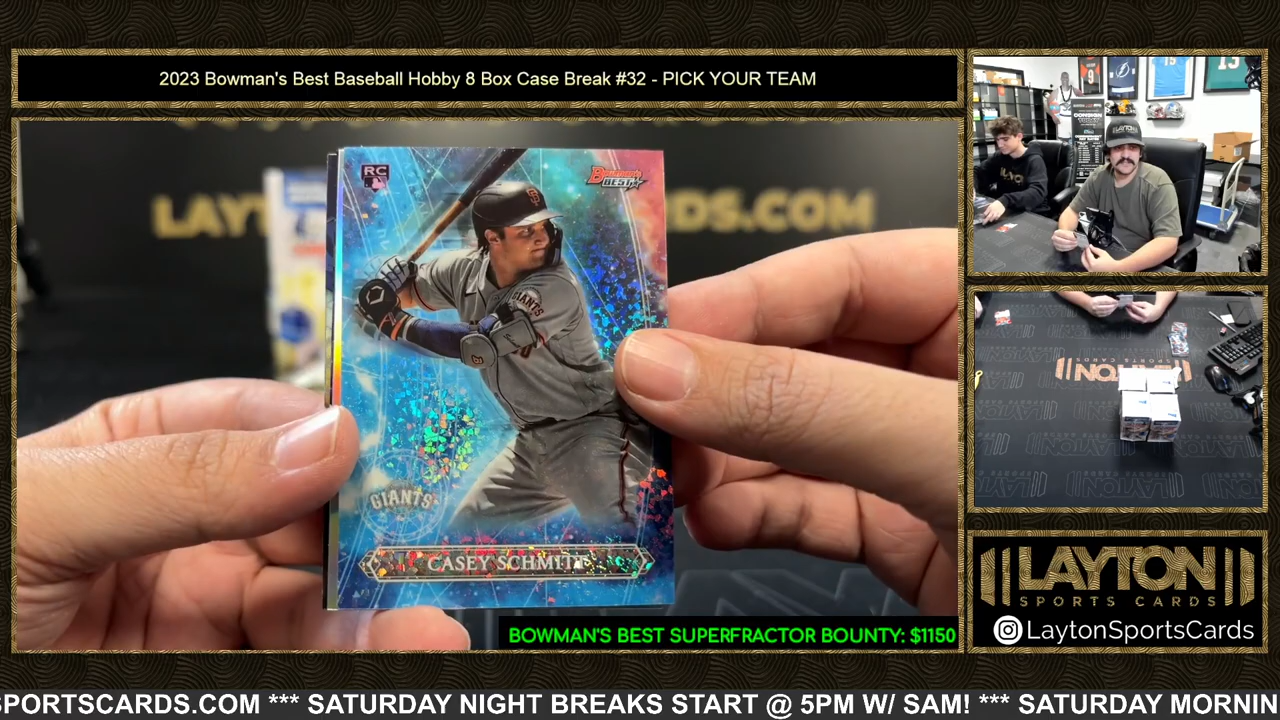 2023 Bowman's Best Baseball Hobby 8 Box Case Break #32 - PICK YOUR TEAM
RC
BOWMAN'S
BEST
GIANTS
GIANTS
CASEY SCHMITT
BOWMAN'S BEST SUPERFRACTOR BOUNTY: $1150
LAYTON
LAYTON
SPORTS CARDS
LaytonSportsCards
SPORTSCARDS.COM *** SATURDAY NIGHT BREAKS START @ 5PM W/ SAM! *** SATURDAY MORNIN